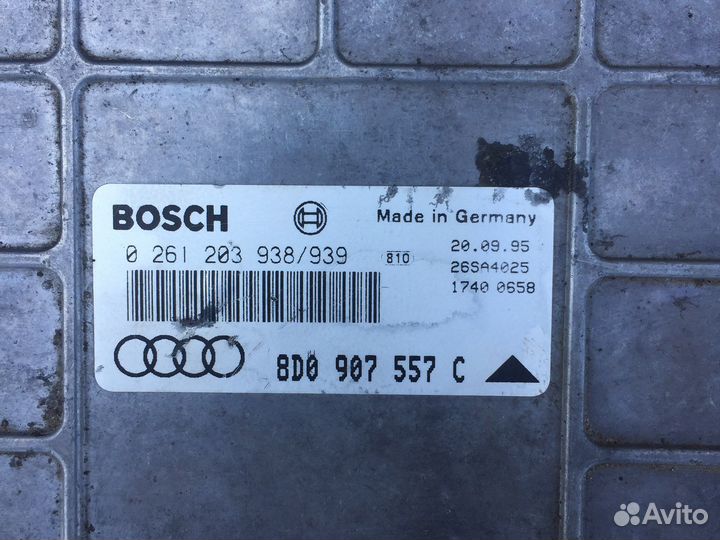 BOSCH
Made in Germany
0 261 203 938/939
810
20.09.95
26SA4025
1740 0658
8D0 907 557 C
Avito